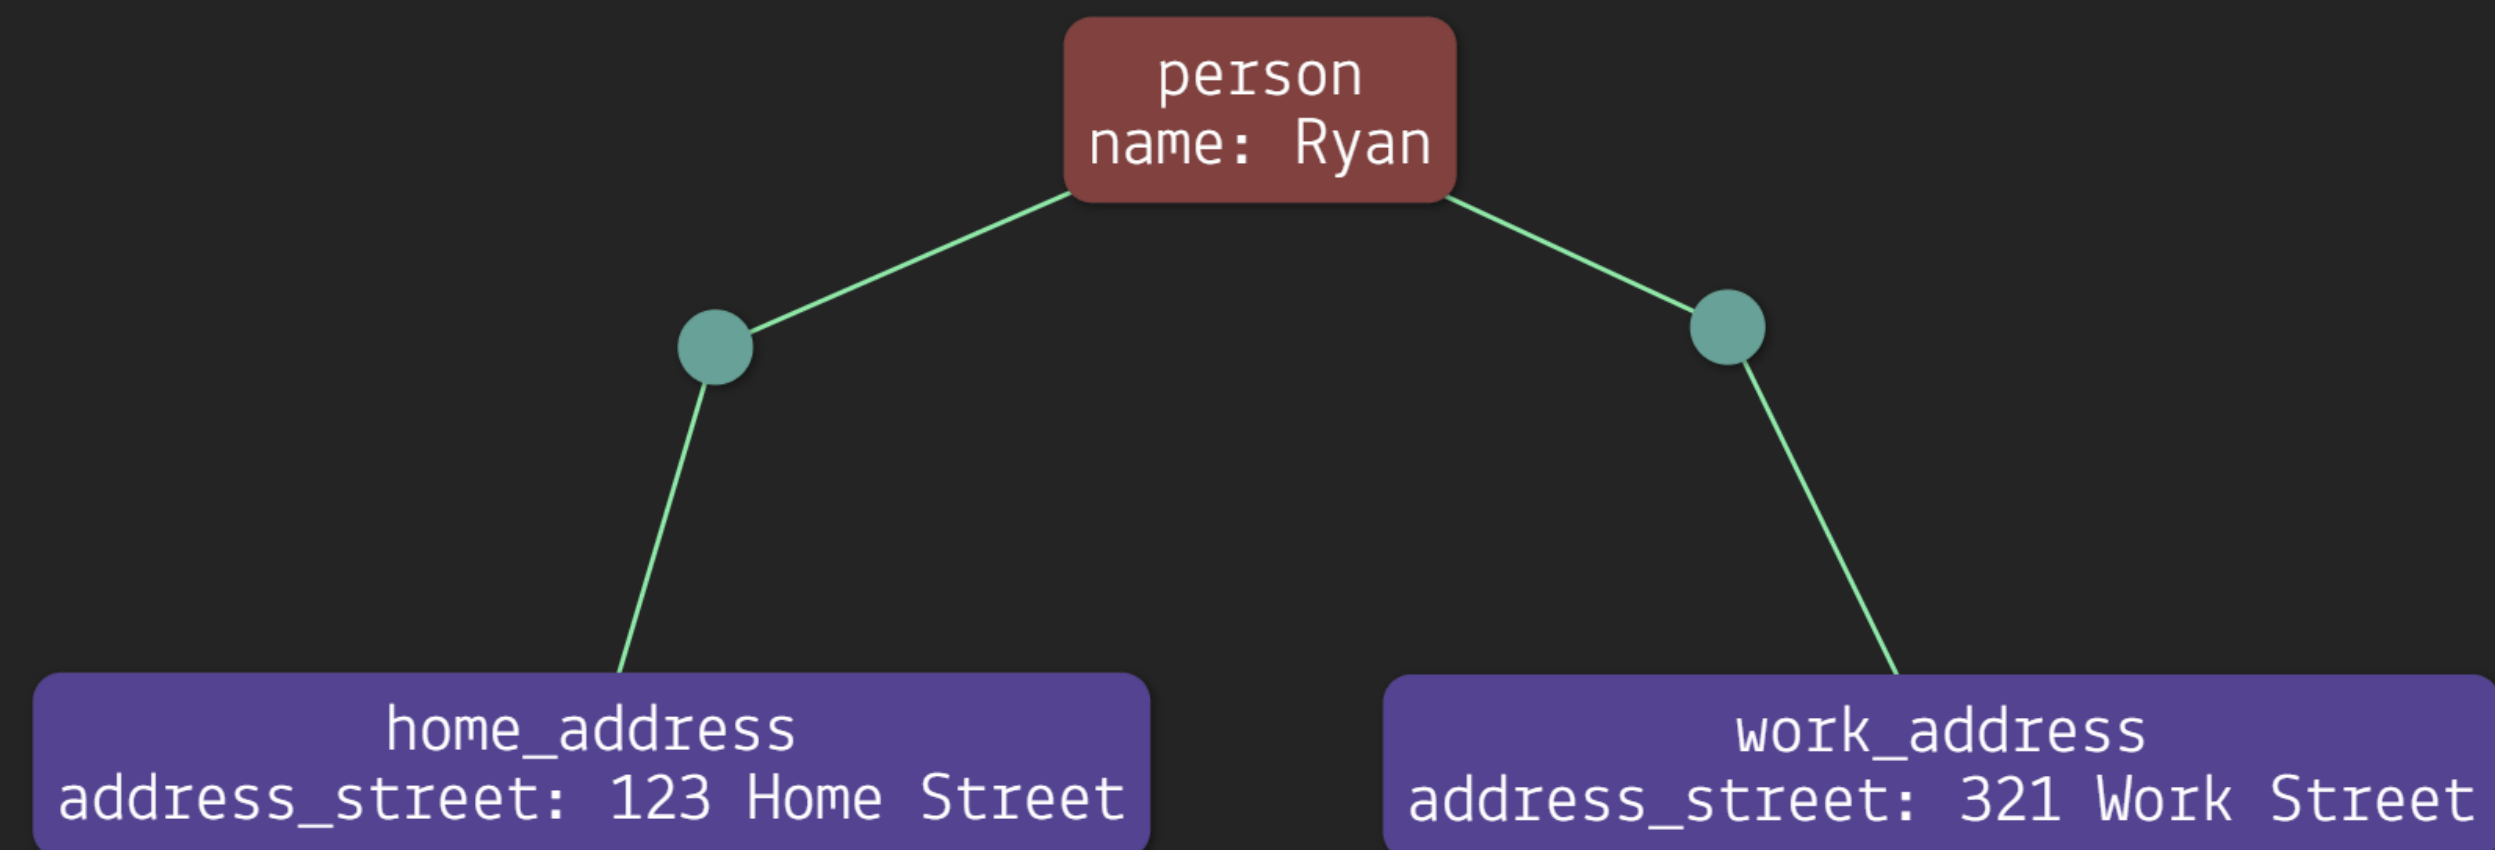 person
name: Ryan
home_address
address_street: 123 Home Street
work_address
address_street: 321 Work Street